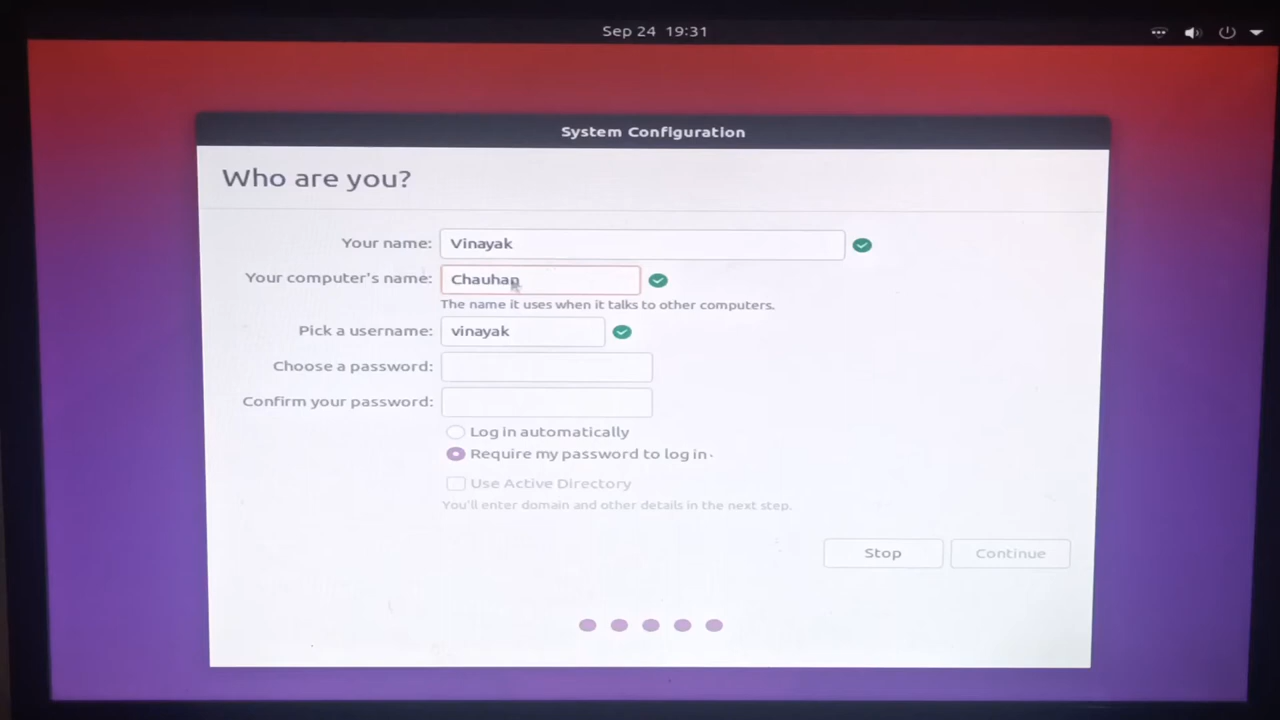 Sep 24 19:31
System Configuration
Who are you?
Your name: Vinayak
Your computer's name: Chauhan
The name it uses when it talks to other computers.
Pick a username: vinayak
Choose a password:
Confirm your password:
Log in automatically
Require my password to log in
Use Active Directory
You'll enter domain and other details in the next step.
Stop Continue